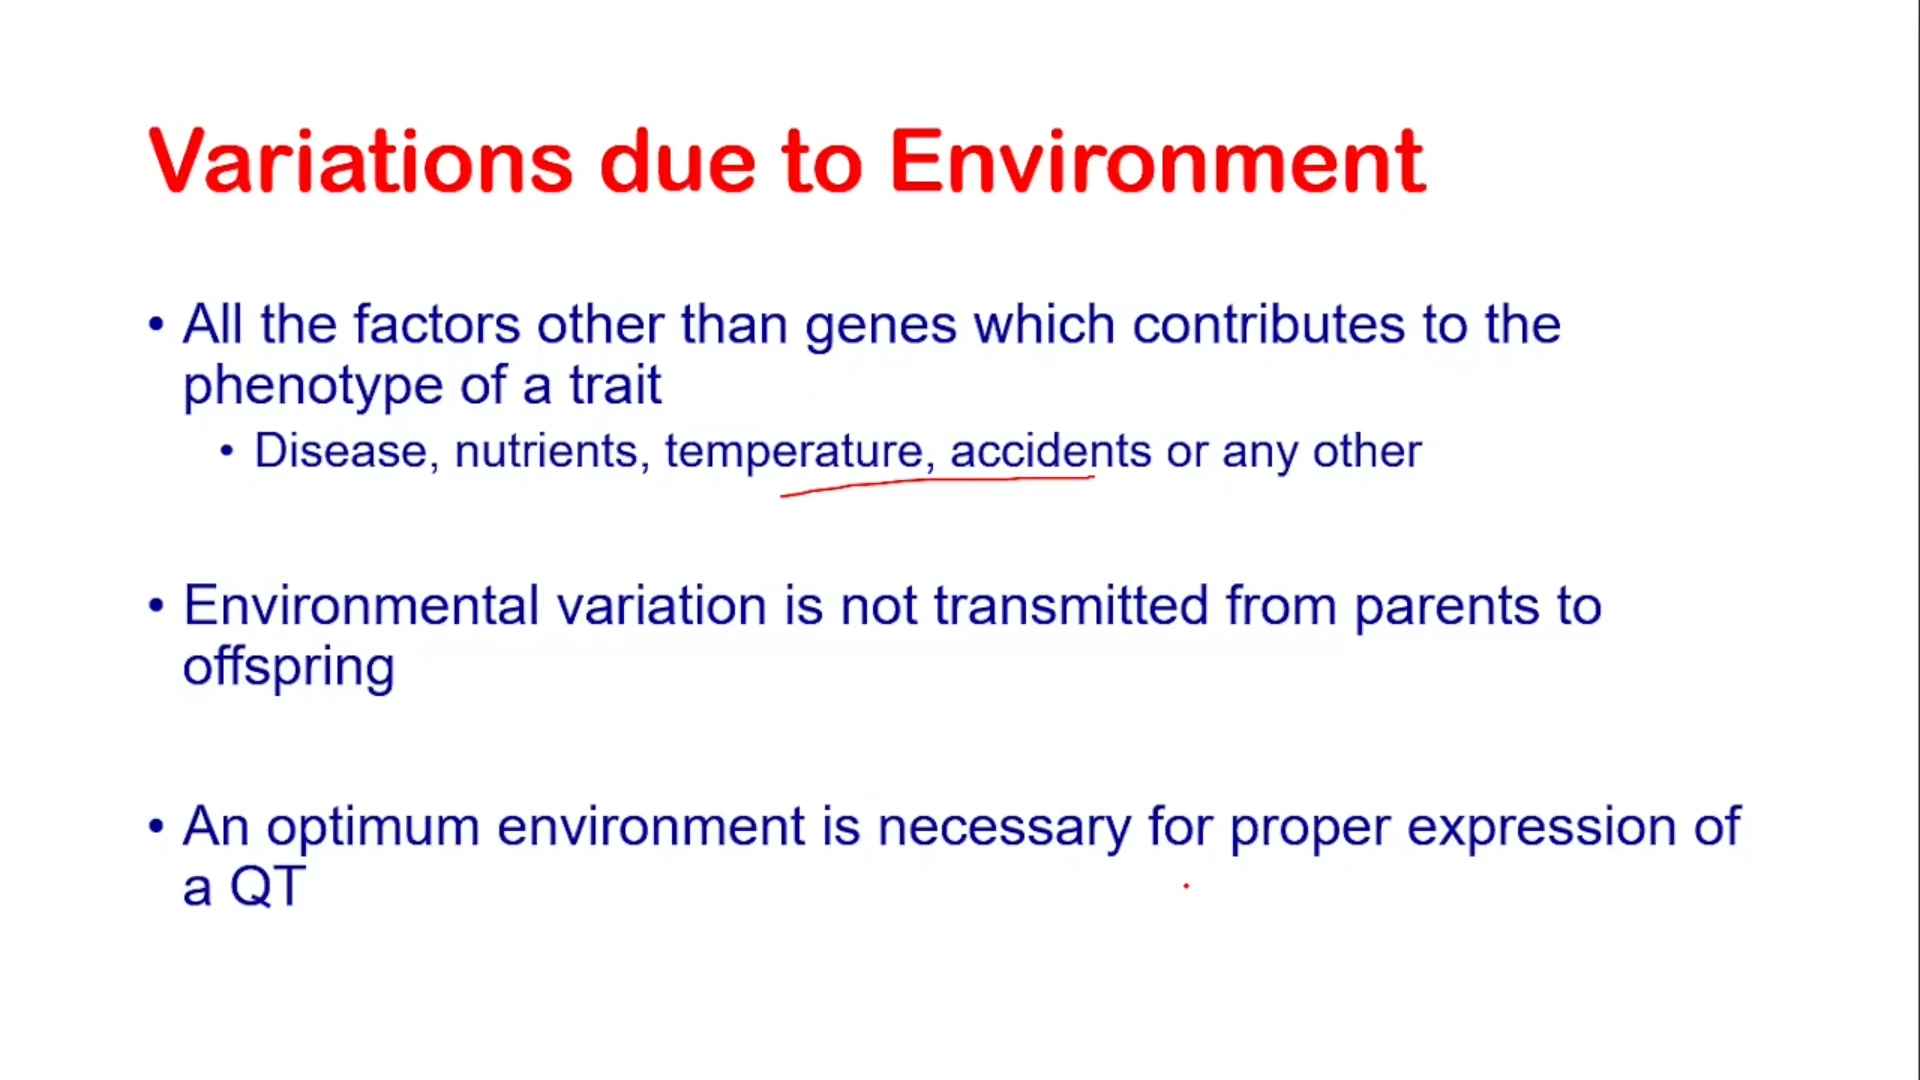 Variations due to Environment
• All the factors other than genes which contributes to the
phenotype of a trait
• Disease, nutrients, temperature, accidents or any other
• Environmental variation is not transmitted from parents to
offspring
• An optimum environment is necessary for proper expression of
a QT